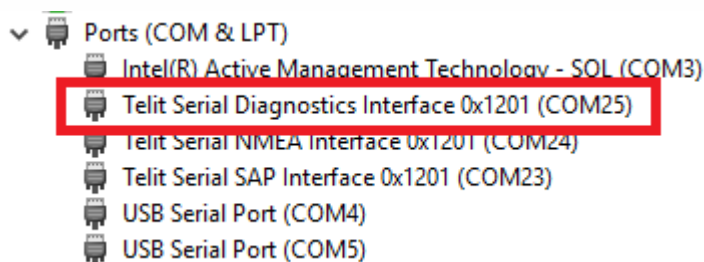 Ports (COM & LPT)
Intel(R) Active Management Technology - SOL (COM3)
Telit Serial Diagnostics Interface 0x1201 (COM25)
Telit Serial NMEA Interface 0x1201 (COM24)
Telit Serial SAP Interface 0x1201 (COM23)
USB Serial Port (COM4)
USB Serial Port (COM5)